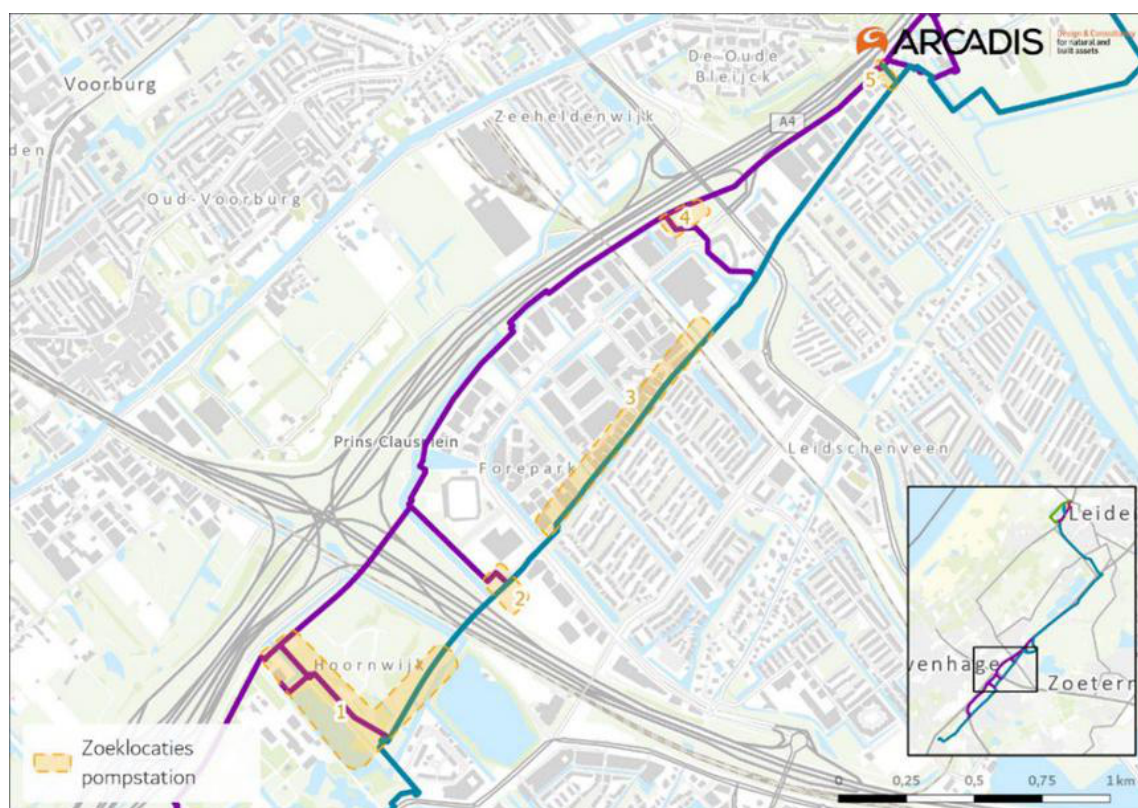 ARCADIS
Design & Consultancy
for natural and
built assets
De Oude
Bleijck
Voorburg
5
Zeeheldenwijk
A4
den
Oud-Voorburg
4
3
Prins Clausplein
Leidschenveen
Forepark
Leiden
2
Hoornwijk
venhage
Zoeterm
1
Zoeklocaties
pompstation
0 0,25 0,5 0,75 1 km